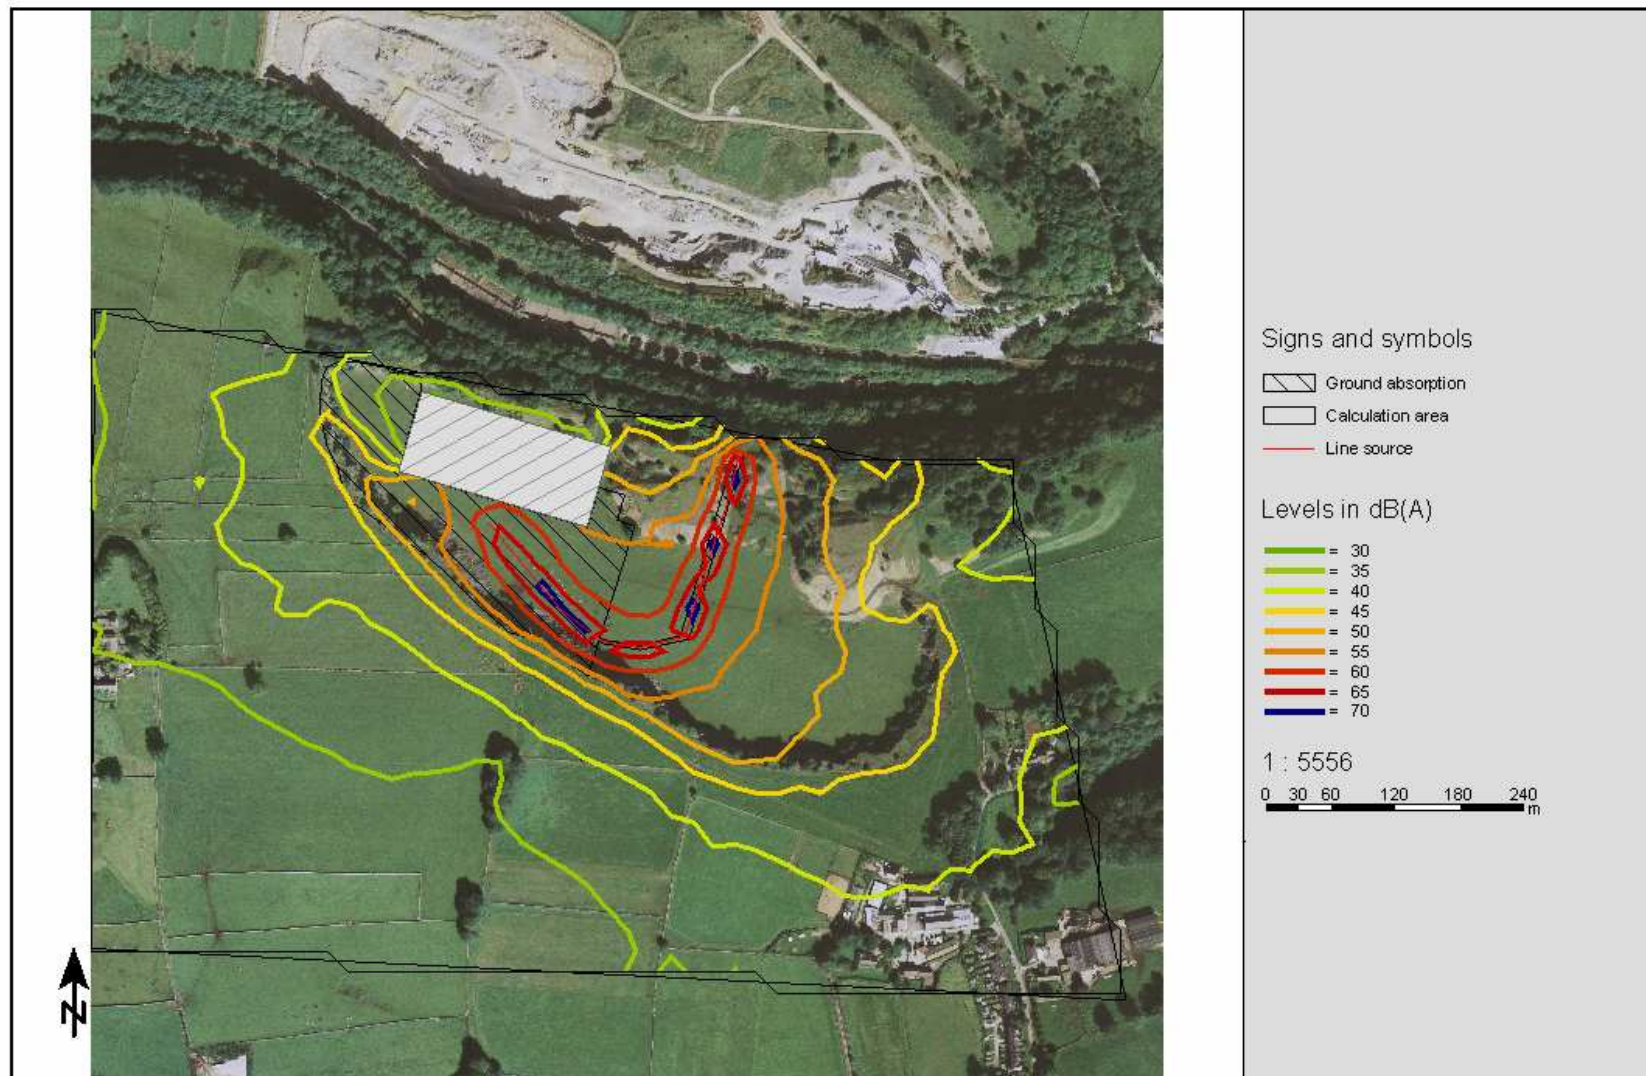 Signs and symbols
Ground absorption
Calculation area
Line source
Levels in dB(A)
= 30
= 35
= 40
= 45
= 50
= 55
= 60
= 65
= 70
1 : 5556
0 30 60 120 180 240
m
N